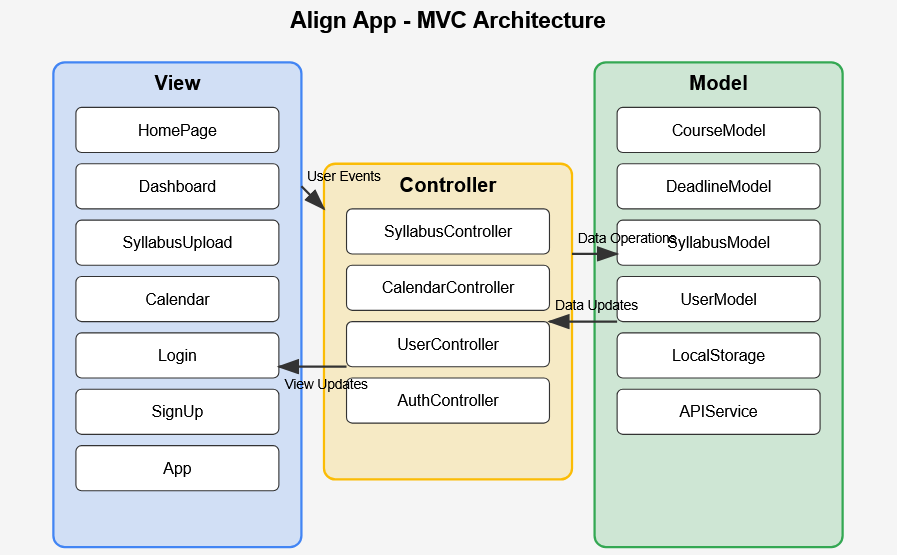 Align App - MVC Architecture
View
HomePage
Dashboard
SyllabusUpload
Calendar
Login
SignUp
App
User Events
Controller
SyllabusController
CalendarController
UserController
AuthController
View Updates
Data Operations
Data Updates
Model
CourseModel
DeadlineModel
SyllabusModel
UserModel
LocalStorage
APIService